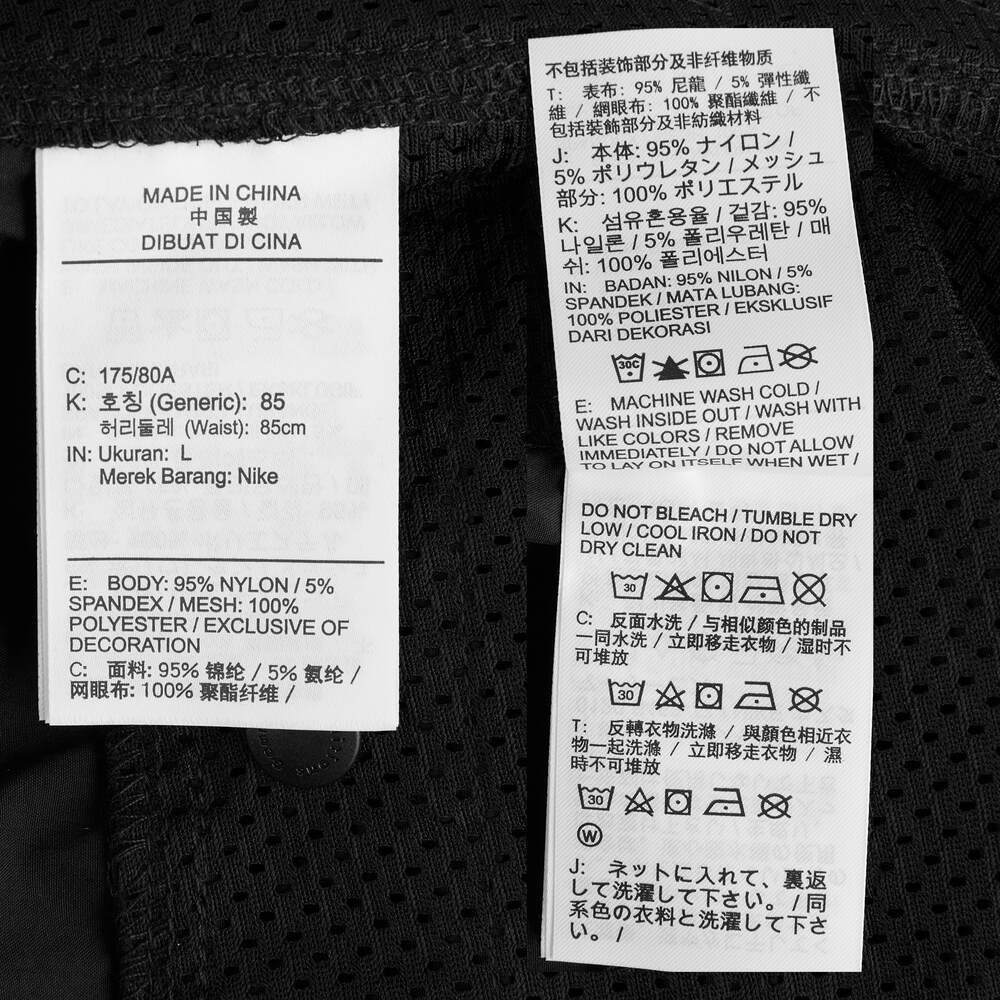 MADE IN CHINA
中国製
DIBUAT DI CINA
C: 175/80A
K: 호칭 (Generic): 85
허리둘레 (Waist): 85cm
IN: Ukuran: L
Merek Barang: Nike
E: BODY: 95% NYLON / 5%
SPANDEX / MESH: 100%
POLYESTER / EXCLUSIVE OF
DECORATION
C: 面料: 95% 锦纶 / 5% 氨纶 /
网眼布: 100% 聚酯纤维 /
不包括装饰部分及非纤维物质
T: 表布: 95% 尼龍 / 5% 彈性纖
維 / 網眼布: 100% 聚酯纖維 / 不
包括裝飾部分及非紡織材料
J: 本体: 95% ナイロン /
5% ポリウレタン / メッシュ
部分: 100% ポリエステル
K: 섬유혼용율 / 겉감: 95%
나일론 / 5% 폴리우레탄 / 매
쉬: 100% 폴리에스터
IN: BADAN: 95% NILON / 5%
SPANDEK / MATA LUBANG:
100% POLIESTER / EKSKLUSIF
DARI DEKORASI
30C
E: MACHINE WASH COLD /
WASH INSIDE OUT / WASH WITH
LIKE COLORS / REMOVE
IMMEDIATELY / DO NOT ALLOW
TO LAY ON ITSELF WHEN WET /
DO NOT BLEACH / TUMBLE DRY
LOW / COOL IRON / DO NOT
DRY CLEAN
30
C: 反面水洗 / 与相似颜色的制品
一同水洗 / 立即移走衣物 / 湿时不
可堆放
30
T: 反轉衣物洗滌 / 與顏色相近衣
物一起洗滌 / 立即移走衣物 / 濕
時不可堆放
30
W
J: ネットに入れて、裏返
して洗濯して下さい。 / 同
系色の衣料と洗濯して下さ
い。 /